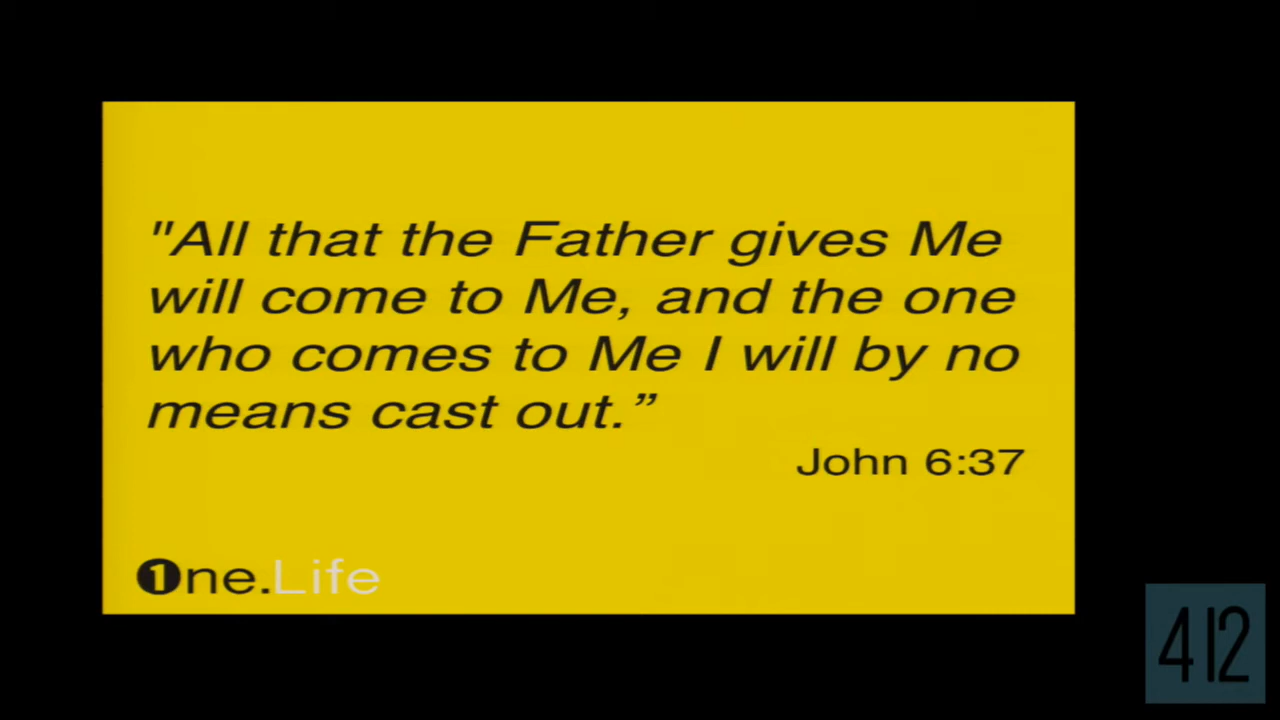 "All that the Father gives Me
will come to Me, and the one
who comes to Me I will by no
means cast out.”
John 6:37
1ne.Life
412